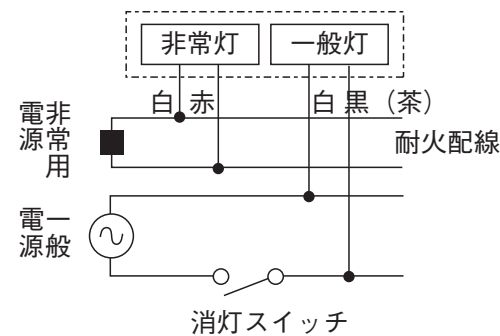 非常灯 一般灯
白 赤 白 黒（茶）
非常用電源
耐火配線
一般電源
消灯スイッチ